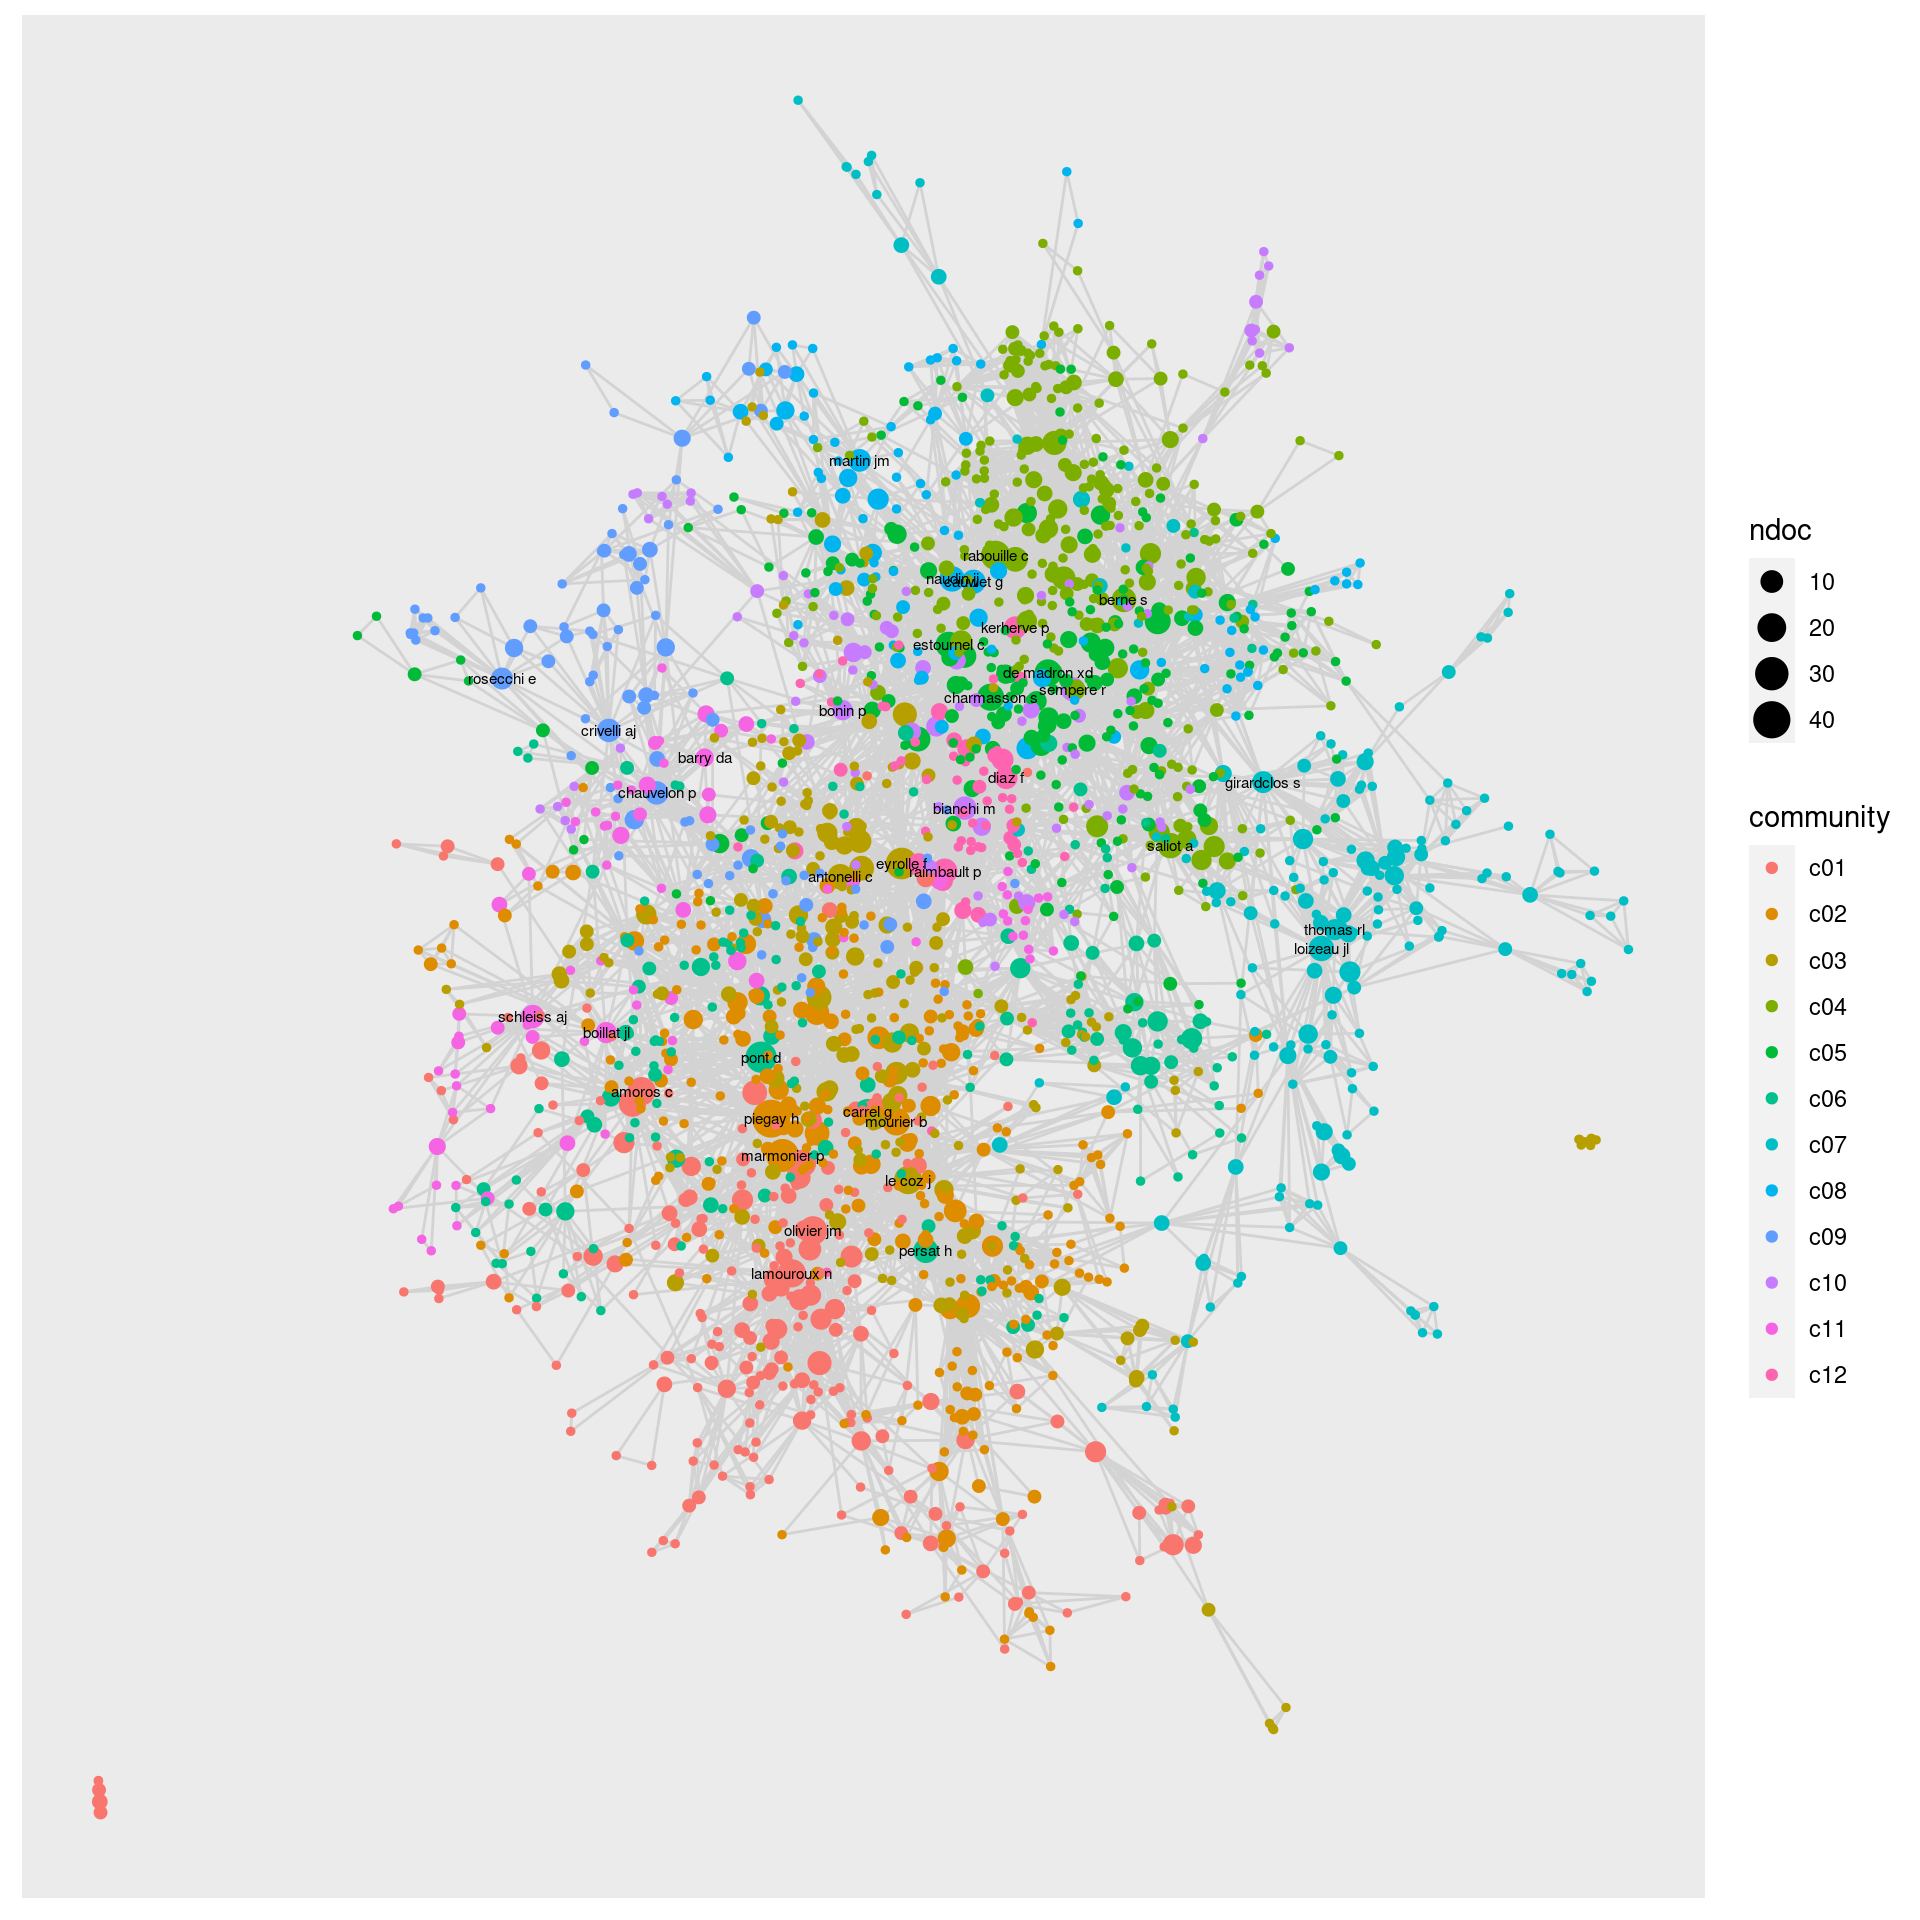 martin jm
rabouille c
cauwet g
berne s
kerherve p
estournel c
de madron xd
rosecchi e
sempere r
charmasson s
bonin p
crivelli aj
barry da
diaz f
girardclos s
chauvelon p
bianchi m
saliot a
eyrolle f
raimbault p
antonelli c
thomas rl
loizeau jl
schleiss aj
boillat jl
pont d
amoros c
carrel g
piegay h
mourier b
marmonier p
le coz j
olivier jm
persat h
lamouroux n
ndoc
10
20
30
40
community
c01
c02
c03
c04
c05
c06
c07
c08
c09
c10
c11
c12